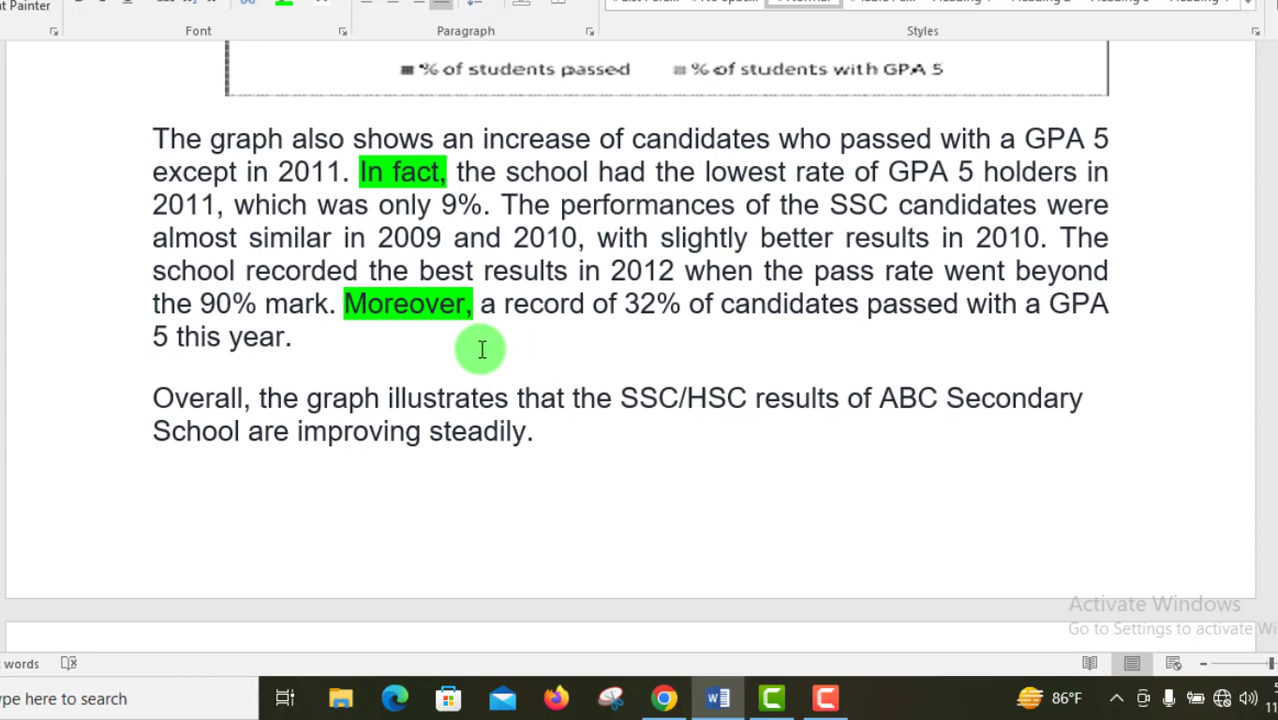 nt Painter
Font
Paragraph
Styles
% of students passed % of students with GPA 5
The graph also shows an increase of candidates who passed with a GPA 5
except in 2011. In fact, the school had the lowest rate of GPA 5 holders in
2011, which was only 9%. The performances of the SSC candidates were
almost similar in 2009 and 2010, with slightly better results in 2010. The
school recorded the best results in 2012 when the pass rate went beyond
the 90% mark. Moreover, a record of 32% of candidates passed with a GPA
5 this year.
Overall, the graph illustrates that the SSC/HSC results of ABC Secondary
School are improving steadily.
Activate Windows
Go to Settings to activate Wi
words
ype here to search
86°F
11